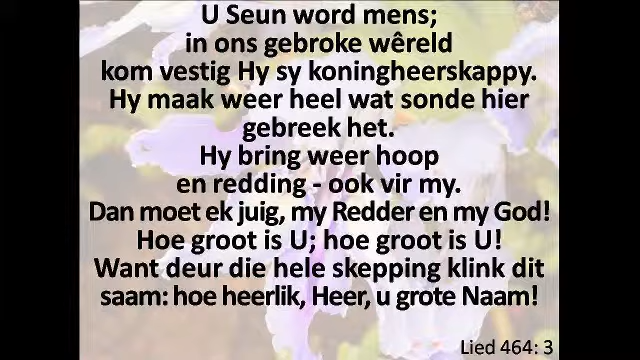 U Seun word mens;
in ons gebroke wêreld
kom vestig Hy sy koningheerskappy.
Hy maak weer heel wat sonde hier
gebreek het.
Hy bring weer hoop
en redding - ook vir my.
Dan moet ek juig, my Redder en my God!
Hoe groot is U; hoe groot is U!
Want deur die hele skepping klink dit
saam: hoe heerlik, Heer, u grote Naam!
Lied 464: 3